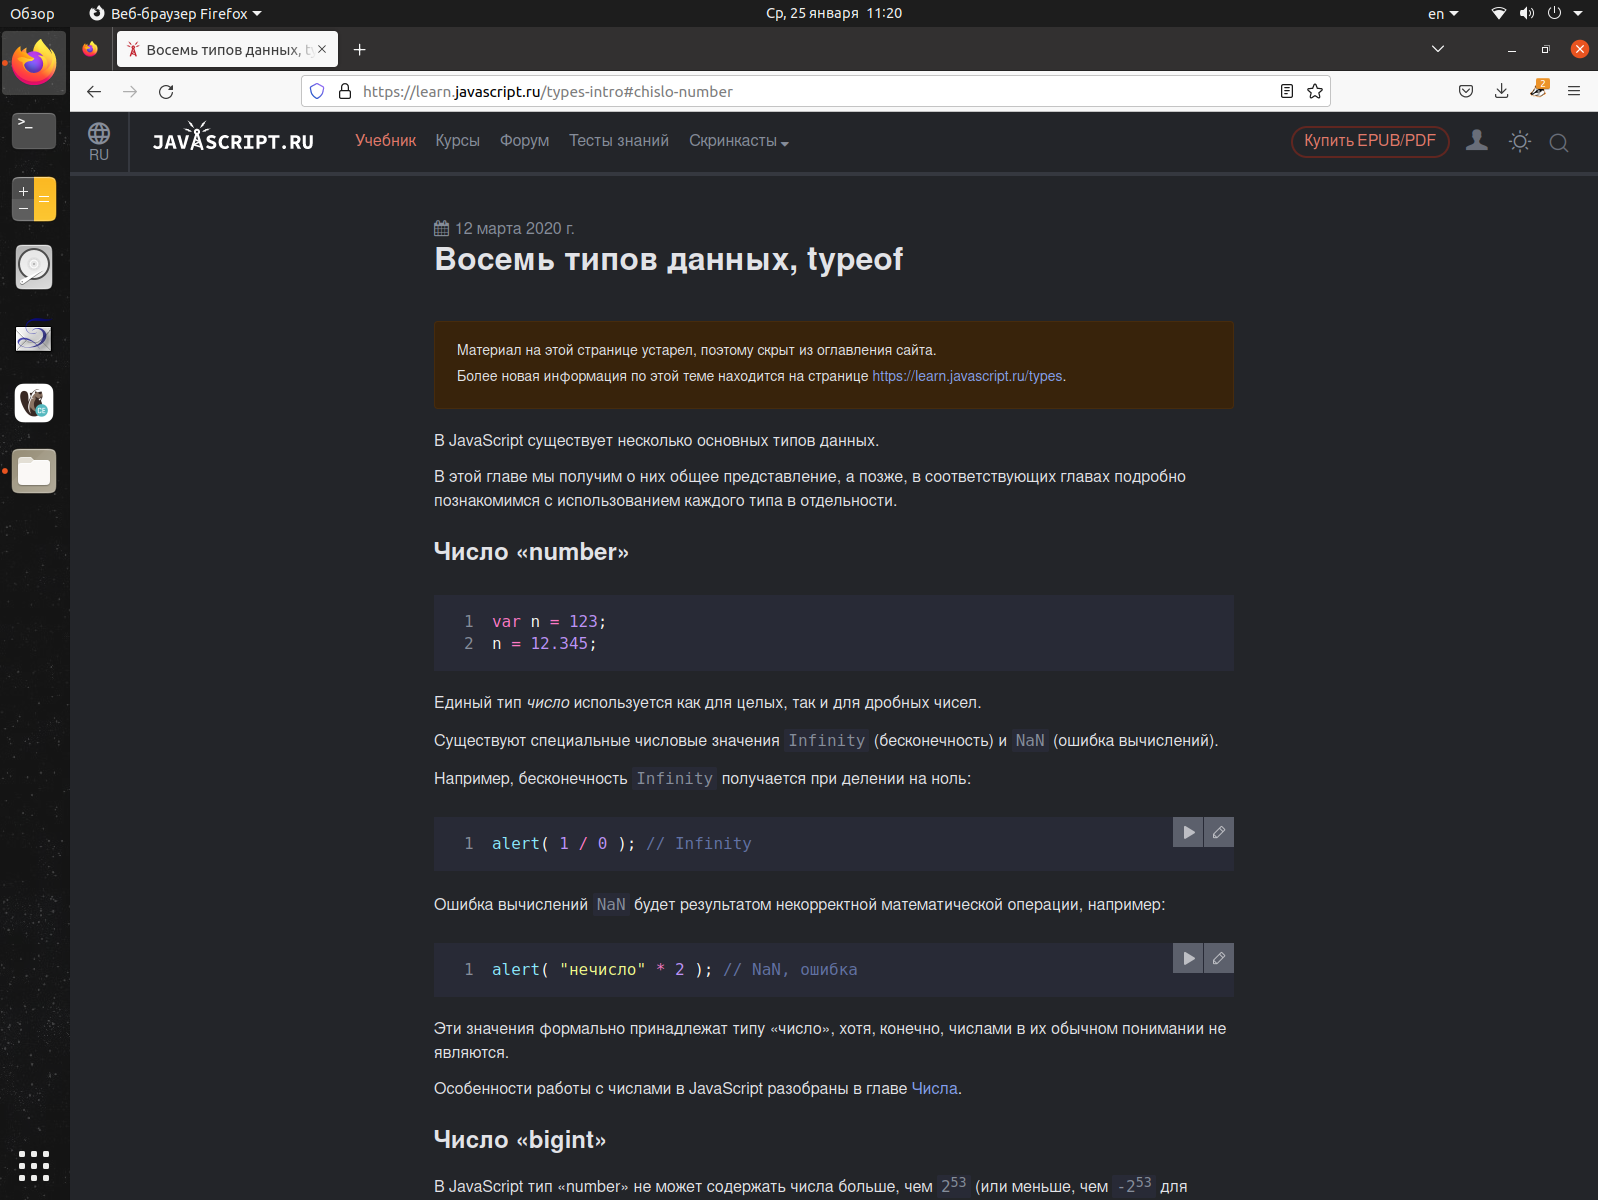 Обзор
Веб-браузер Firefox
Ср, 25 января 11:20
en
Восемь типов данных, ty
https://learn.javascript.ru/types-intro#chislo-number
2
RU
JAVASCRIPT.RU
Учебник
Курсы
Форум
Тесты знаний
Скринкасты
Купить EPUB/PDF
12 марта 2020 г.
Восемь типов данных, typeof
Материал на этой странице устарел, поэтому скрыт из оглавления сайта.
Более новая информация по этой теме находится на странице https://learn.javascript.ru/types.
В JavaScript существует несколько основных типов данных.
В этой главе мы получим о них общее представление, а позже, в соответствующих главах подробно
познакомимся с использованием каждого типа в отдельности.
Число «number»
1 var n = 123;
2 n = 12.345;
Единый тип число используется как для целых, так и для дробных чисел.
Существуют специальные числовые значения Infinity (бесконечность) и NaN (ошибка вычислений).
Например, бесконечность Infinity получается при делении на ноль:
1 alert( 1 / 0 ); // Infinity
Ошибка вычислений NaN будет результатом некорректной математической операции, например:
1 alert( "нечисло" * 2 ); // NaN, ошибка
Эти значения формально принадлежат типу «число», хотя, конечно, числами в их обычном понимании не
являются.
Особенности работы с числами в JavaScript разобраны в главе Числа.
Число «bigint»
В JavaScript тип «number» не может содержать числа больше, чем 2⁵³ (или меньше, чем -2⁵³ для